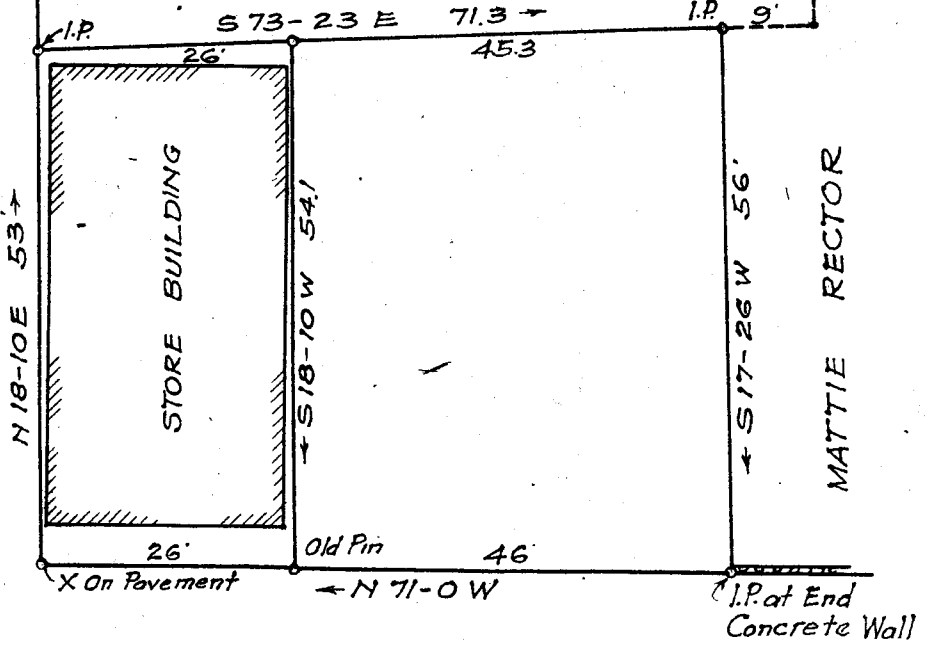 I.P.
S 73-23 E 71.3 →
I.P.
9'
26'
45.3
N 18-10 E 53' →
STORE BUILDING
← S 18-10 W 54.1
← S 17-26 W 56'
MATTIE RECTOR
26'
Old Pin
46
X On Pavement
← N 71-0 W
I.P. at End
Concrete Wall